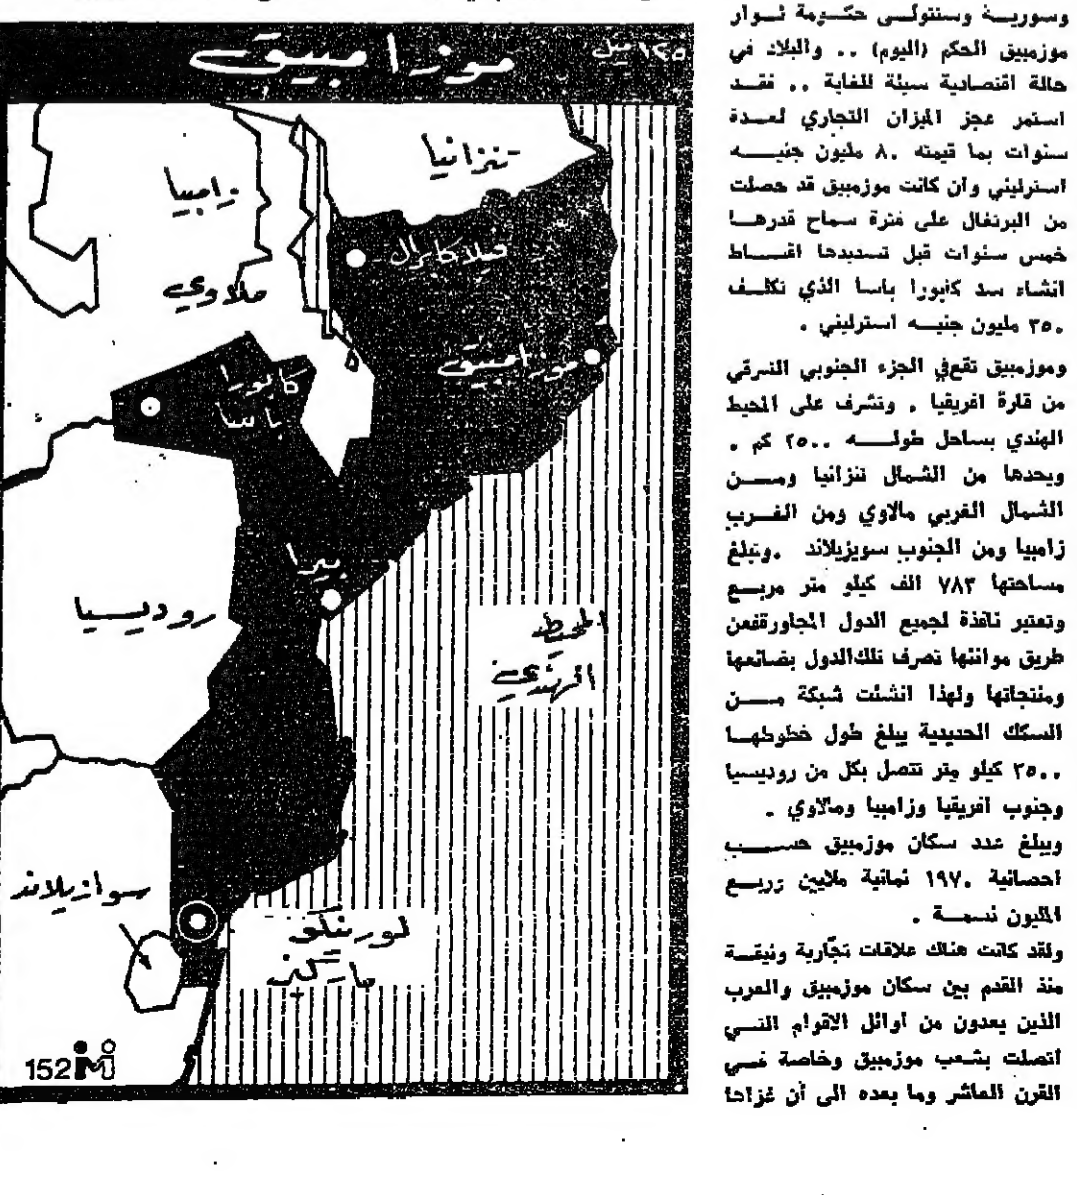 وسورية وستتولى حكومة ثوار
موزمبيق الحكم (اليوم) .. والبلاد في
حالة اقتصادية سيئة للغاية .. فقد
استمر عجز الميزان التجاري لعدة
سنوات بما قيمته ٨٠ مليون جنيه
استرليني وان كانت موزمبيق قد حصلت
من البرتغال على فترة سماح قدرها
خمس سنوات قبل تسديدها اقساط
انشاء سد كابورا باسا الذي تكلف
٣٥٠ مليون جنيه استرليني .
وموزمبيق تقع في الجزء الجنوبي الشرقي
من قارة افريقيا . وتشرف على المحيط
الهندي بساحل طوله ٢٥٠٠ كم .
ويحدها من الشمال تنزانيا ومن
الشمال الغربي مالاوي ومن الغرب
زامبيا ومن الجنوب سويزيلاند . وتبلغ
مساحتها ٧٨٣ الف كيلو متر مربع
وتعتبر نافذة لجميع الدول المجاورة فعن
طريق موانئها تصرف تلك الدول بضائعها
ومنتجاتها ولهذا انشئت شبكة من
السكك الحديدية يبلغ طول خطوطها
٣٥٠٠ كيلو متر تتصل بكل من روديسيا
وجنوب افريقيا وزامبيا ومالاوي .
ويبلغ عدد سكان موزمبيق حسب
احصائية ١٩٧٠ ثمانية ملايين وربع
المليون نسمة .
ولقد كانت هناك علاقات تجارية وثيقة
منذ القدم بين سكان موزمبيق والعرب
الذين يعدون من أوائل الاقوام التي
اتصلت بشعب موزمبيق وخاصة في
القرن العاشر وما بعده الى أن غزاها
موزامبيق
١٢٥ ميل
تنزانيا
زامبيا
فيلا كابرال
ملاوي
موزامبيق
كابورا
باسا
بيرا
روديسيا
المحيط
الهندي
سوازيلاند
لورنكو
ماركيز
152